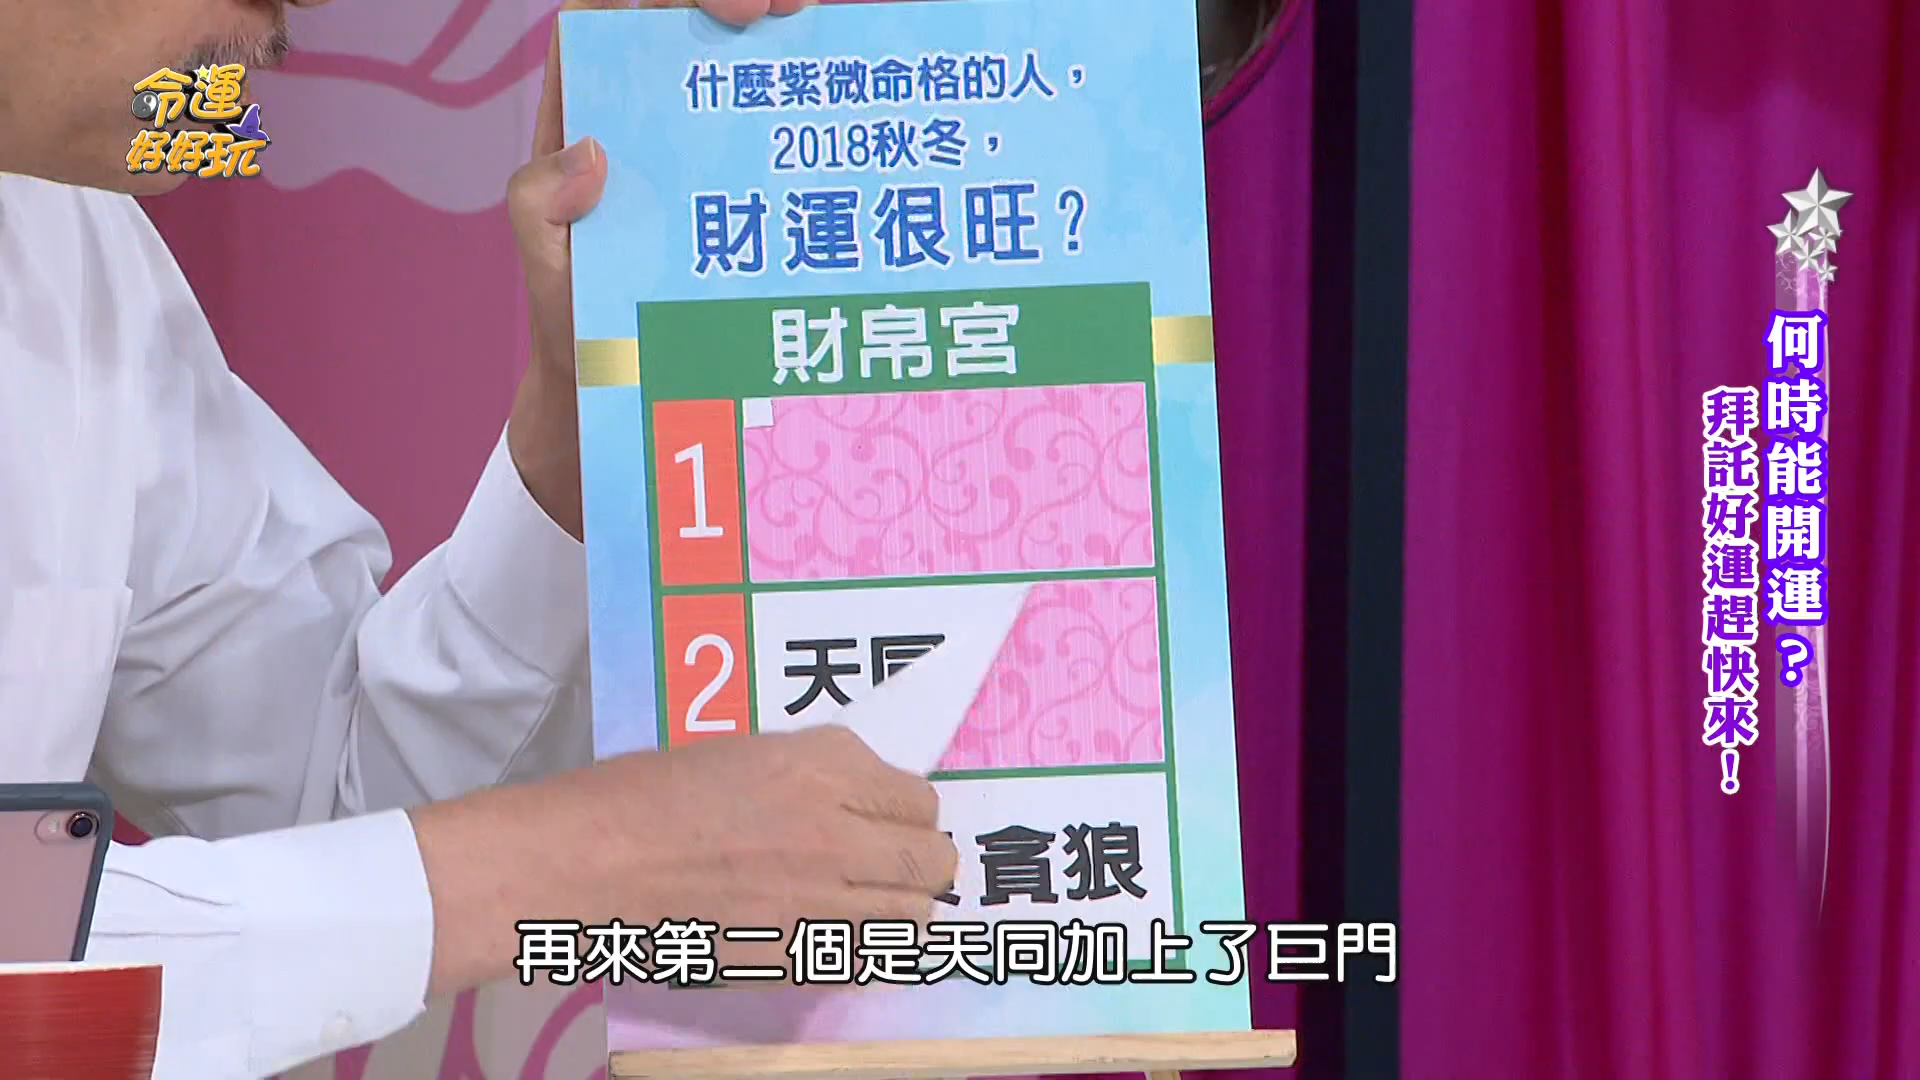 命運
好好玩
什麼紫微命格的人，
2018秋冬，
財運很旺？
財帛宮
1
2
天同
貪狼
何時能開運？
拜託好運趕快來！
再來第二個是天同加上了巨門